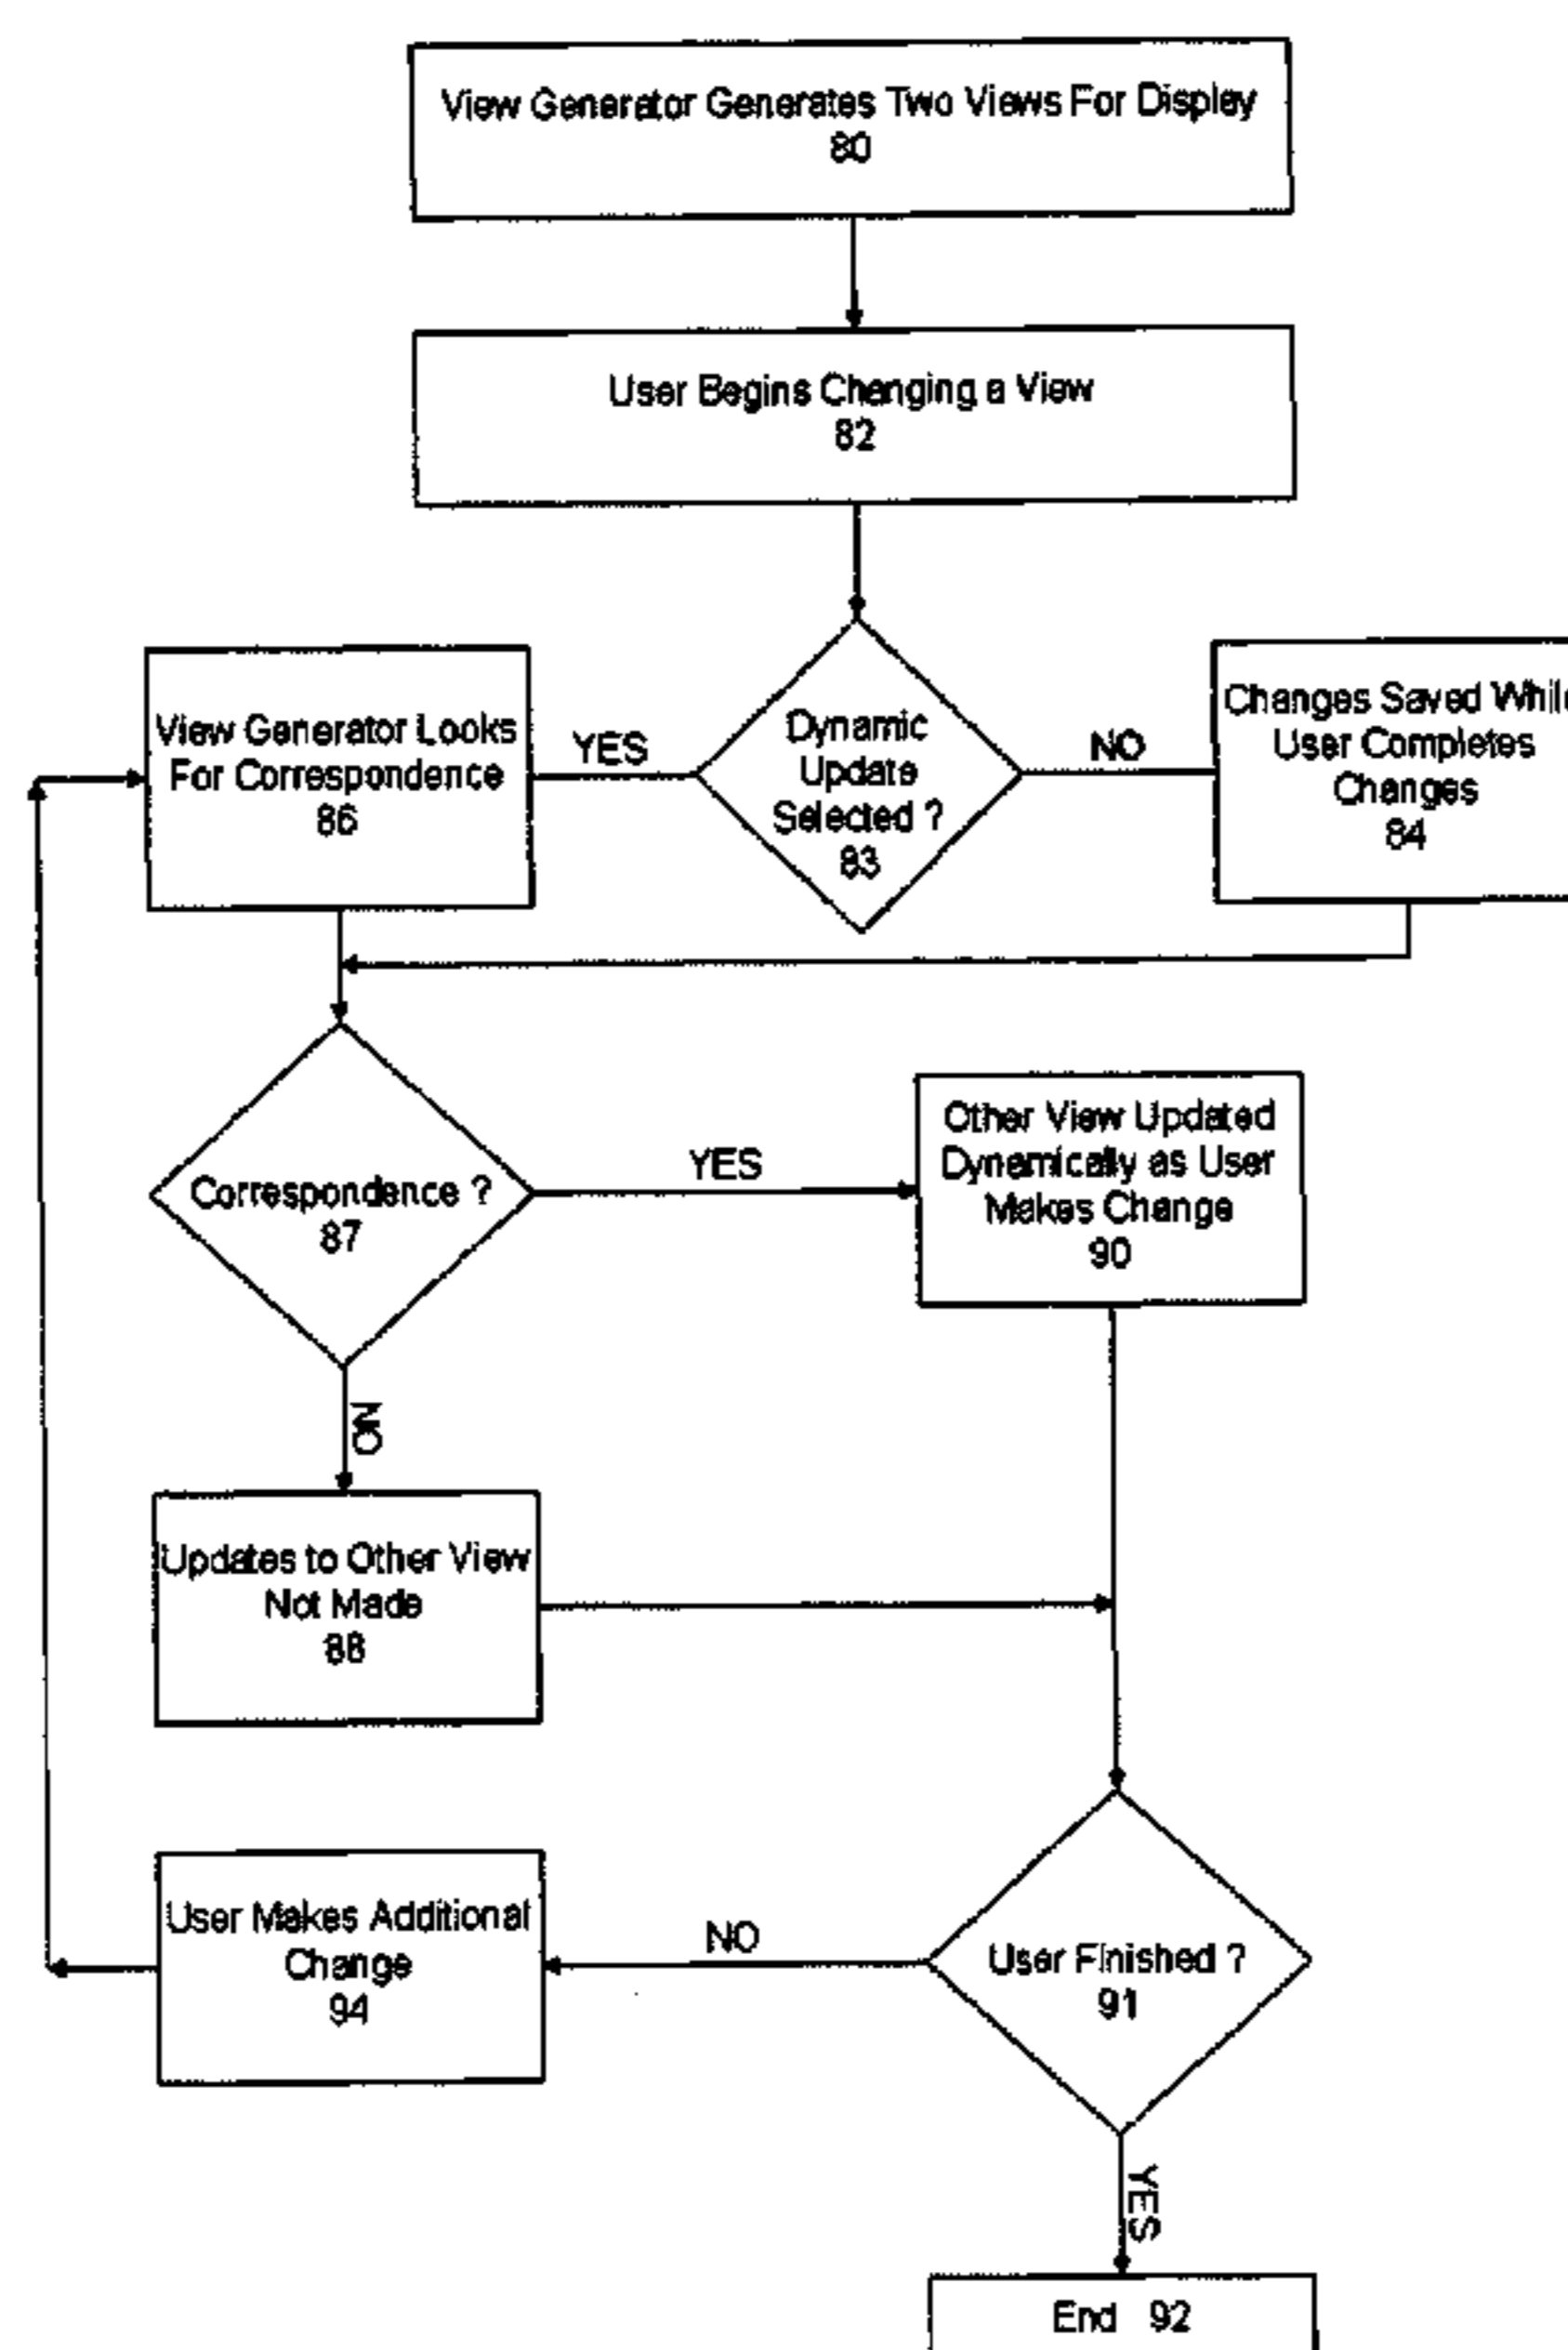 View Generator Generates Two Views For Display
80
User Begins Changing a View
82
Dynamic
Update
Selected ?
83
YES
NO
View Generator Looks
For Correspondence
86
Changes Saved
User Completes
Changes
84
Correspondence ?
87
YES
NO
Other View Updated
Dynamically as User
Makes Change
90
Updates to Other View
Not Made
88
User Finished ?
91
NO
User Makes Additional
Change
94
YES
End 92